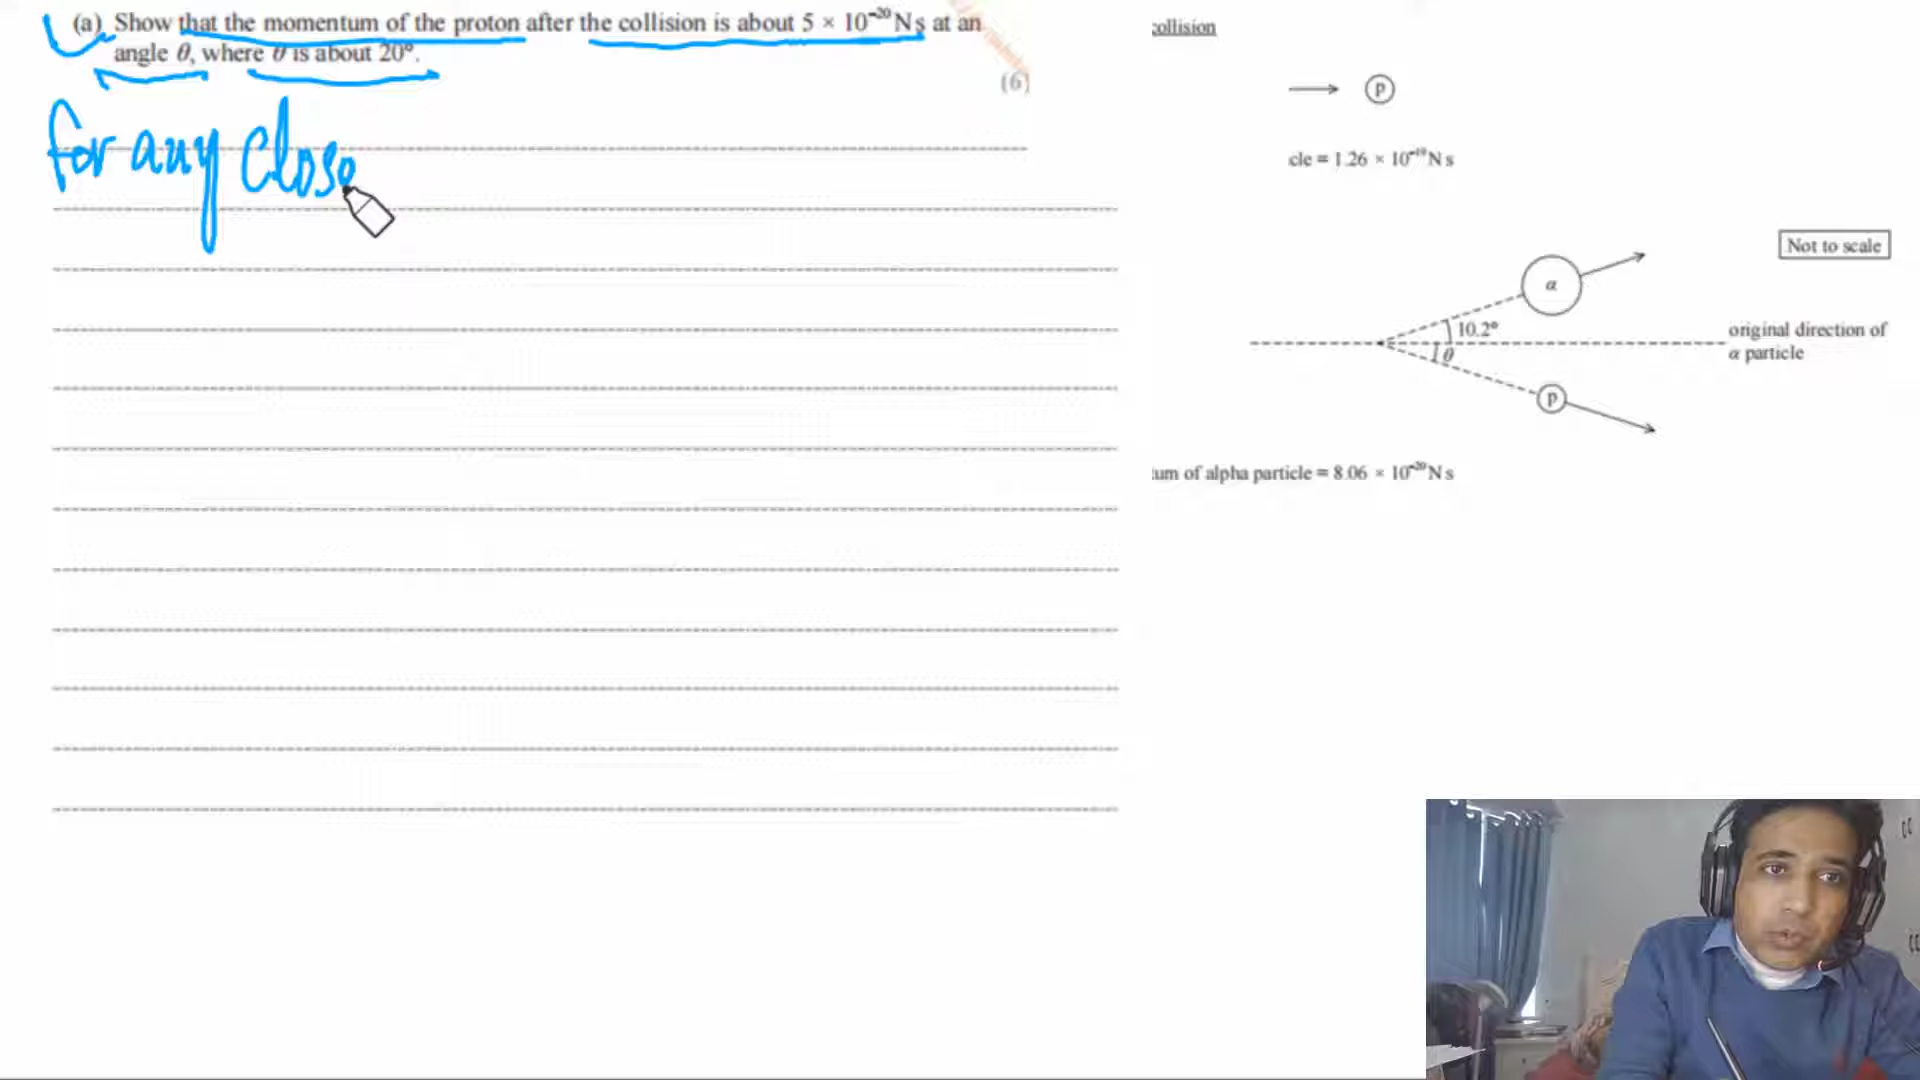 (a) Show that the momentum of the proton after the collision is about 5 × 10⁻²⁰ N s at an
angle θ, where θ is about 20°.
(6)
for any close
collision
p
cle = 1.26 × 10⁻¹⁹ N s
Not to scale
α
10.2°
original direction of
α particle
θ
p
um of alpha particle = 8.06 × 10⁻²⁰ N s